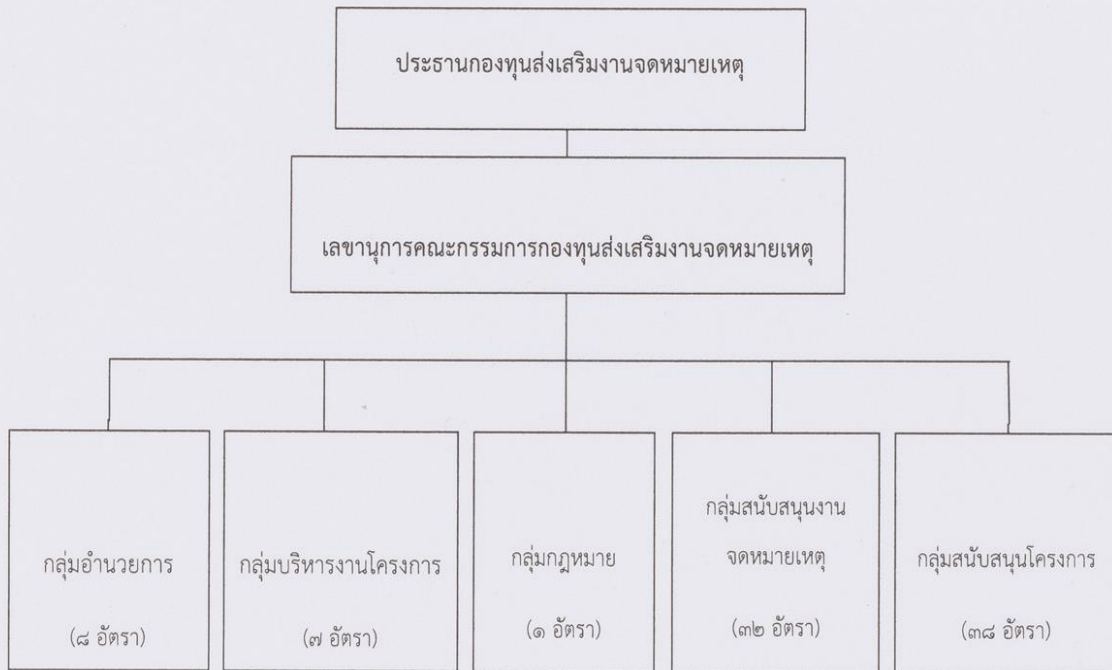 ประธานกองทุนส่งเสริมงานจดหมายเหตุ
เลขานุการคณะกรรมการกองทุนส่งเสริมงานจดหมายเหตุ
กลุ่มอำนวยการ
(๘ อัตรา)
กลุ่มบริหารงานโครงการ
(๗ อัตรา)
กลุ่มกฎหมาย
(๑ อัตรา)
กลุ่มสนับสนุนงาน
จดหมายเหตุ
(๓๒ อัตรา)
กลุ่มสนับสนุนโครงการ
(๓๘ อัตรา)